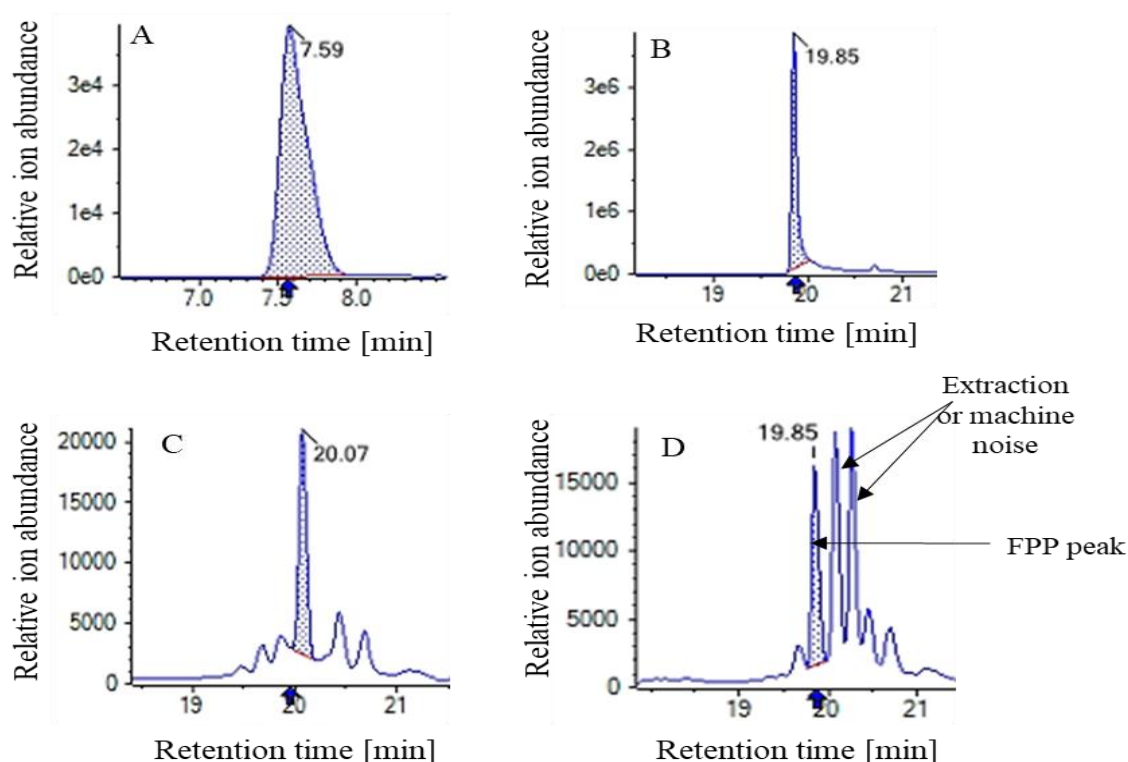 A
7.59
3e4
2e4
1e4
0e0
7.0
7.5
8.0
Relative ion abundance
Retention time [min]
B
19.85
3e6
2e6
1e6
0e0
19
20
21
Relative ion abundance
Retention time [min]
C
20.07
20000
15000
10000
5000
0
19
20
21
Relative ion abundance
Retention time [min]
D
19.85
15000
10000
5000
0
19
20
21
Relative ion abundance
Retention time [min]
Extraction
or machine
noise
FPP peak